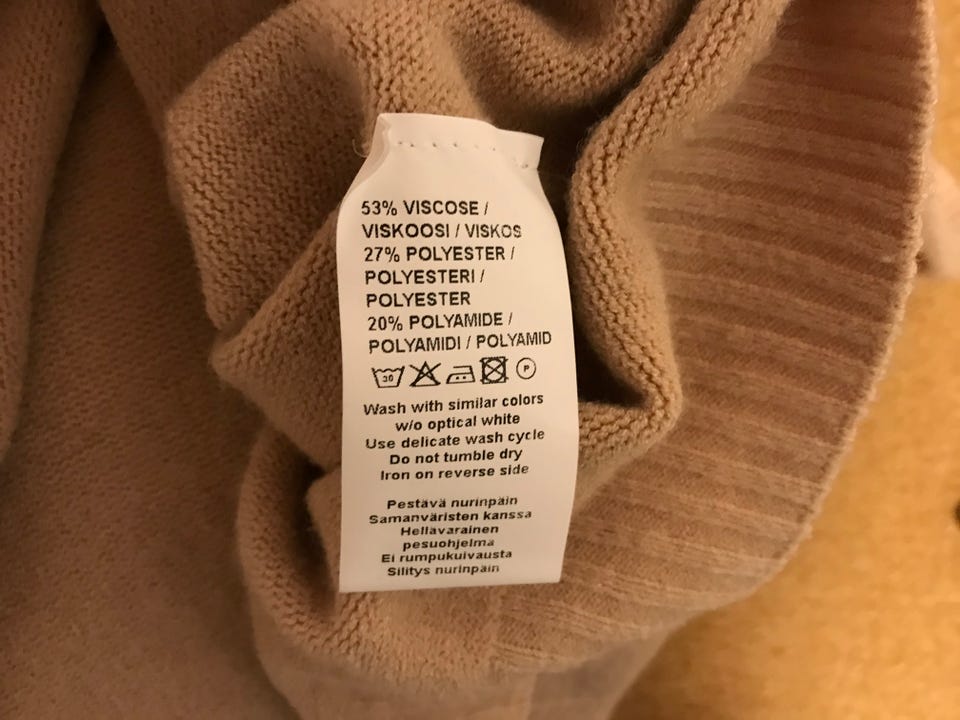 53% VISCOSE /
VISKOOSI / VISKOS
27% POLYESTER /
POLYESTERI /
POLYESTER
20% POLYAMIDE /
POLYAMIDI / POLYAMID
30 P
Wash with similar colors
w/o optical white
Use delicate wash cycle
Do not tumble dry
Iron on reverse side
Pestävä nurinpäin
Samanväristen kanssa
Hellävarainen
pesuohjelma
Ei rumpukuivausta
Silitys nurinpäin